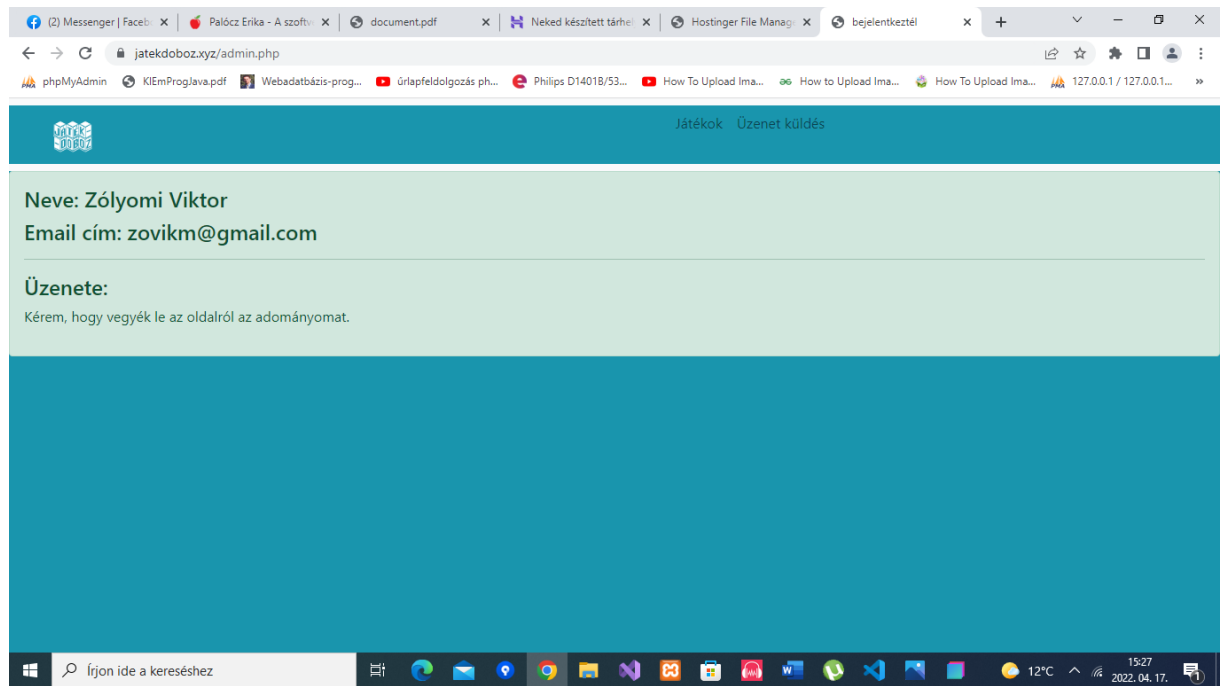 (2) Messenger | Faceb
Palócz Erika - A szoftv
document.pdf
Neked készített tárhel
Hostinger File Manag
bejelentkeztél
jatekdoboz.xyz/admin.php
phpMyAdmin
KIEmProgJava.pdf
Webadatbázis-prog...
űrlapfeldolgozás ph...
Philips D1401B/53...
How To Upload Ima...
How to Upload Ima...
How To Upload Ima...
127.0.0.1 / 127.0.0.1...
JÁTÉK
DOBOZ
Játékok Üzenet küldés
Neve: Zólyomi Viktor
Email cím: zovikm@gmail.com
Üzenete:
Kérem, hogy vegyék le az oldalról az adományomat.
Írjon ide a kereséshez
12°C
15:27
2022. 04. 17.
1